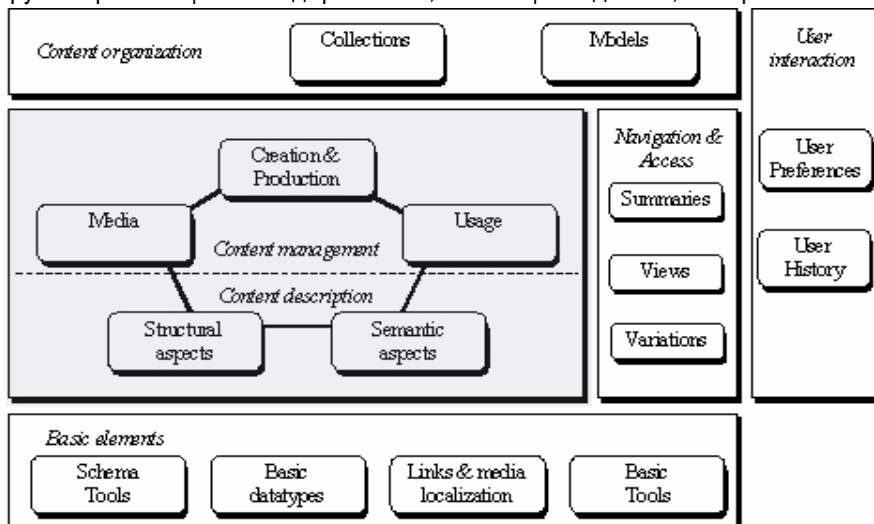 Content organization
Collections
Models
User
interaction
Creation &
Production
Media
Usage
Content management
Content description
Structural
aspects
Semantic
aspects
Navigation &
Access
Summaries
Views
Variations
User
Preferences
User
History
Basic elements
Schema
Tools
Basic
datatypes
Links & media
localization
Basic
Tools